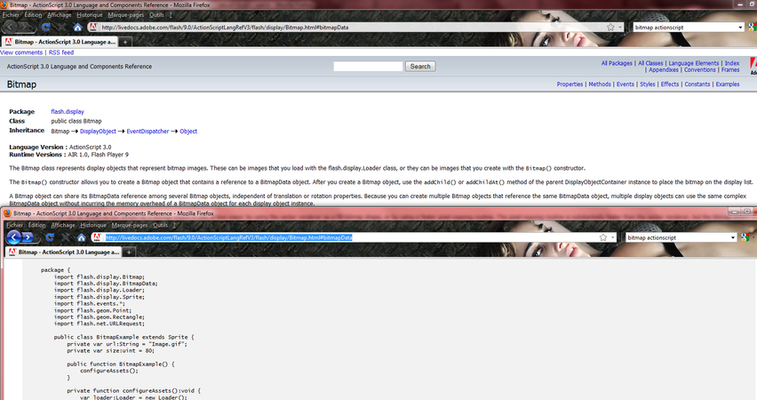 Bitmap - ActionScript 3.0 Language and Components Reference - Mozilla Firefox
Fichier Édition Affichage Historique Marque-pages Outils ?
http://livedocs.adobe.com/flash/9.0/ActionScriptLangRefV3/flash/display/Bitmap.html#bitmapData
bitmap actionscript
Bitmap - ActionScript 3.0 Language a...
View comments | RSS feed
ActionScript 3.0 Language and Components Reference
Search
All Packages | All Classes | Language Elements | Index
| Appendixes | Conventions | Frames
Bitmap
Properties | Methods | Events | Styles | Effects | Constants | Examples
Package flash.display
Class public class Bitmap
Inheritance Bitmap → DisplayObject → EventDispatcher → Object
Language Version : ActionScript 3.0
Runtime Versions : AIR 1.0, Flash Player 9
The Bitmap class represents display objects that represent bitmap images. These can be images that you load with the flash.display.Loader class, or they can be images that you create with the Bitmap() constructor.
The Bitmap() constructor allows you to create a Bitmap object that contains a reference to a BitmapData object. After you create a Bitmap object, use the addChild() or addChildAt() method of the parent DisplayObjectContainer instance to place the bitmap on the display list.
A Bitmap object can share its BitmapData reference among several Bitmap objects, independent of translation or rotation properties. Because you can create multiple Bitmap objects that reference the same BitmapData object, multiple display objects can use the same complex
BitmapData object without incurring the memory overhead of a BitmapData object for each display object instance.
Bitmap - ActionScript 3.0 Language and Components Reference - Mozilla Firefox
Fichier Édition Affichage Historique Marque-pages Outils ?
http://livedocs.adobe.com/flash/9.0/ActionScriptLangRefV3/flash/display/Bitmap.html#bitmapData
bitmap actionscript
Bitmap - ActionScript 3.0 Language a...
package {
import flash.display.Bitmap;
import flash.display.BitmapData;
import flash.display.Loader;
import flash.display.Sprite;
import flash.events.*;
import flash.geom.Point;
import flash.geom.Rectangle;
import flash.net.URLRequest;
public class BitmapExample extends Sprite {
private var url:String = "Image.gif";
private var size:uint = 80;
public function BitmapExample() {
configureAssets();
}
private function configureAssets():void {
var loader:Loader = new Loader();